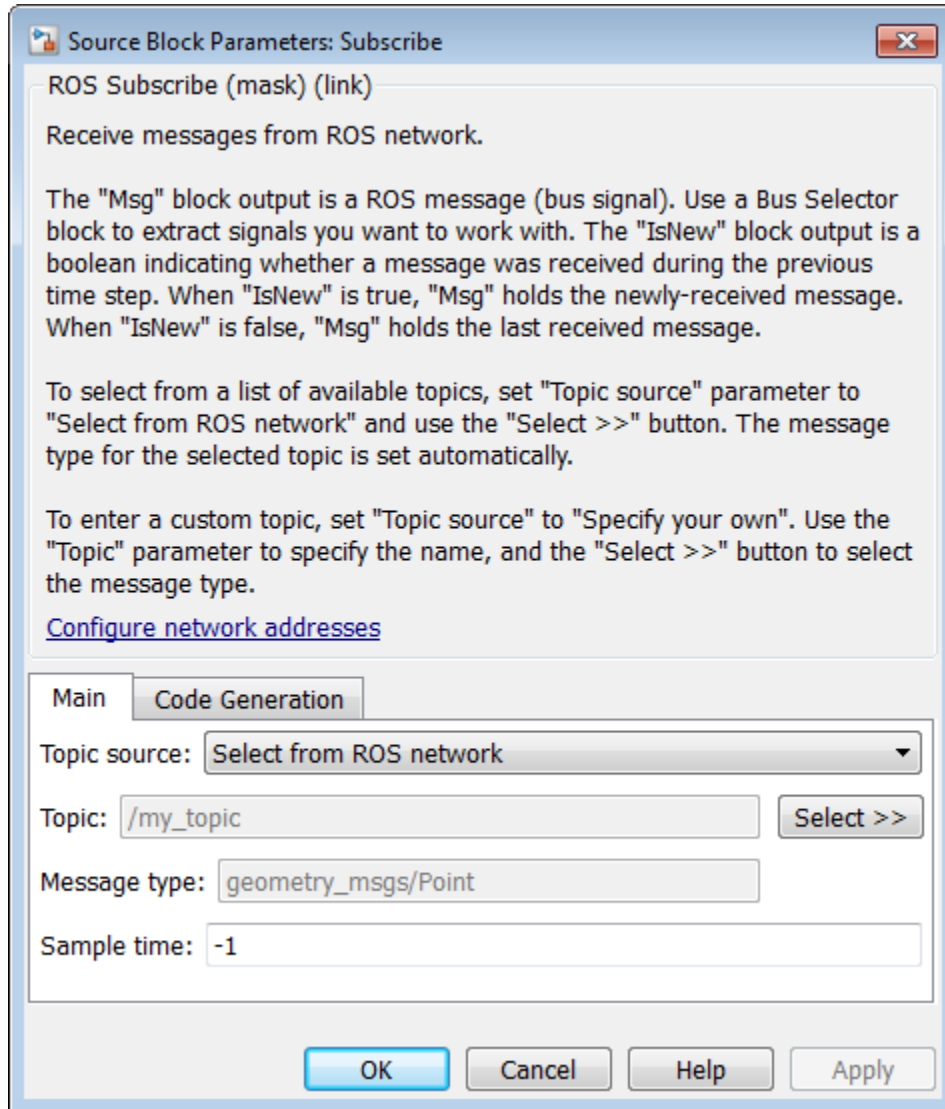 Source Block Parameters: Subscribe
ROS Subscribe (mask) (link)
Receive messages from ROS network.
The "Msg" block output is a ROS message (bus signal). Use a Bus Selector
block to extract signals you want to work with. The "IsNew" block output is a
boolean indicating whether a message was received during the previous
time step. When "IsNew" is true, "Msg" holds the newly-received message.
When "IsNew" is false, "Msg" holds the last received message.
To select from a list of available topics, set "Topic source" parameter to
"Select from ROS network" and use the "Select >>" button. The message
type for the selected topic is set automatically.
To enter a custom topic, set "Topic source" to "Specify your own". Use the
"Topic" parameter to specify the name, and the "Select >>" button to select
the message type.
Configure network addresses
Main Code Generation
Topic source: Select from ROS network
Topic: /my_topic Select >>
Message type: geometry_msgs/Point
Sample time: -1
OK Cancel Help Apply